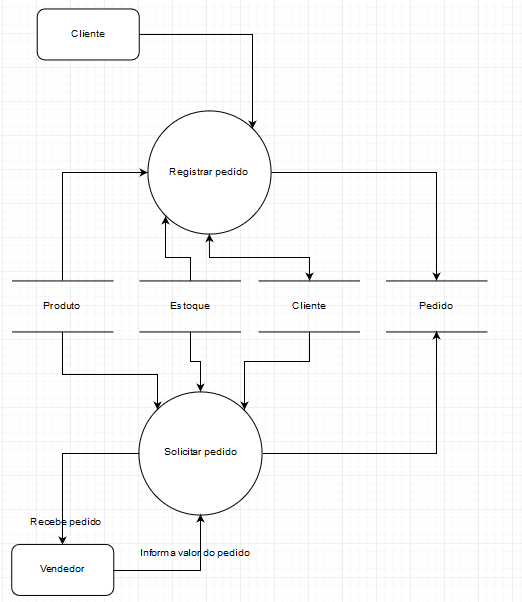 Cliente
Registrar pedido
Produto
Estoque
Cliente
Pedido
Solicitar pedido
Recebe pedido
Informa valor do pedido
Vendedor